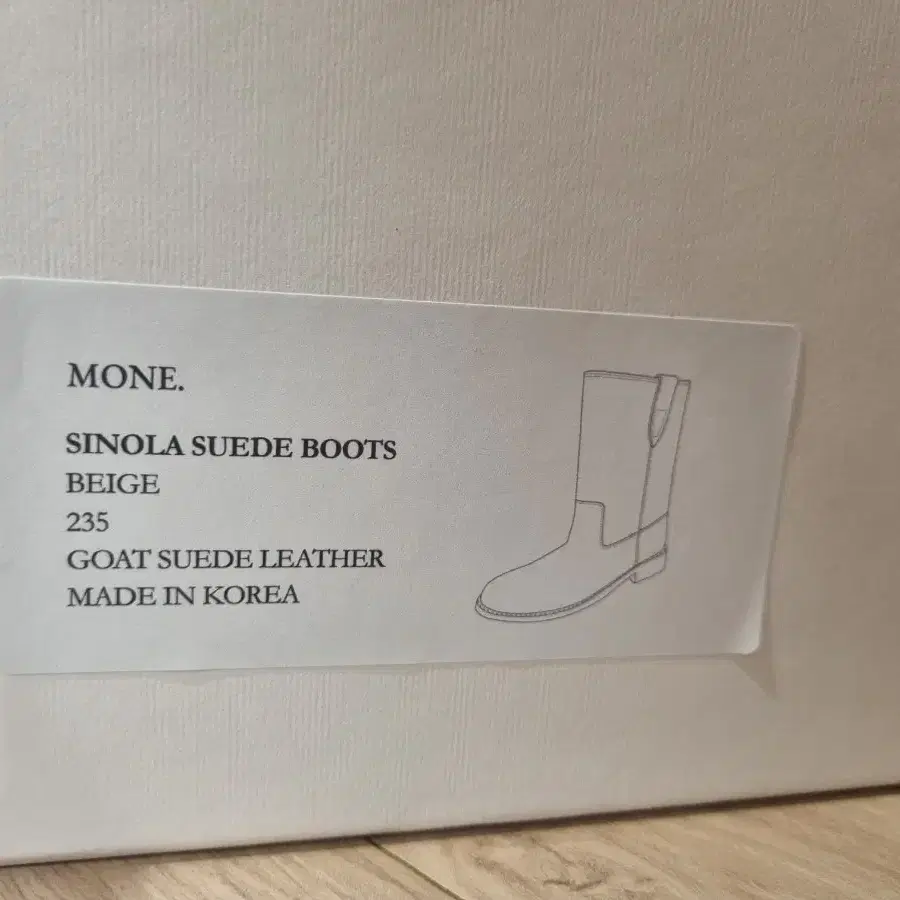 MONE.
SINOLA SUEDE BOOTS
BEIGE
235
GOAT SUEDE LEATHER
MADE IN KOREA